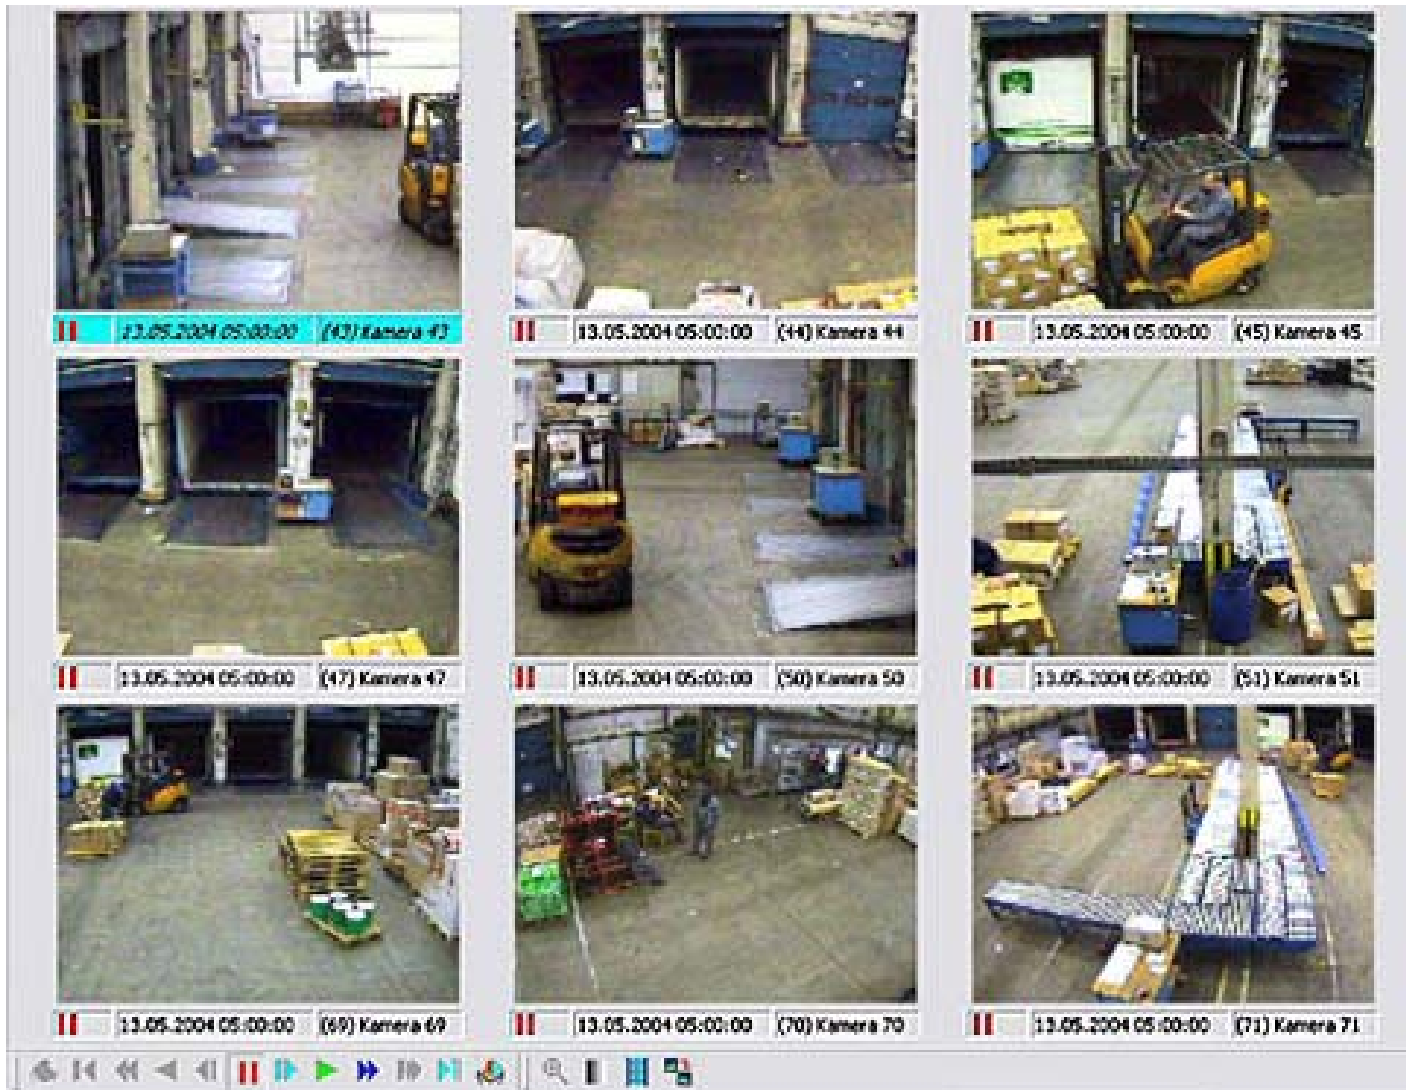 13.05.2004 05:00:00 (43) Kamera 43
13.05.2004 05:00:00 (44) Kamera 44
13.05.2004 05:00:00 (45) Kamera 45
13.05.2004 05:00:00 (47) Kamera 47
13.05.2004 05:00:00 (50) Kamera 50
13.05.2004 05:00:00 (51) Kamera 51
13.05.2004 05:00:00 (69) Kamera 69
13.05.2004 05:00:00 (70) Kamera 70
13.05.2004 05:00:00 (71) Kamera 71